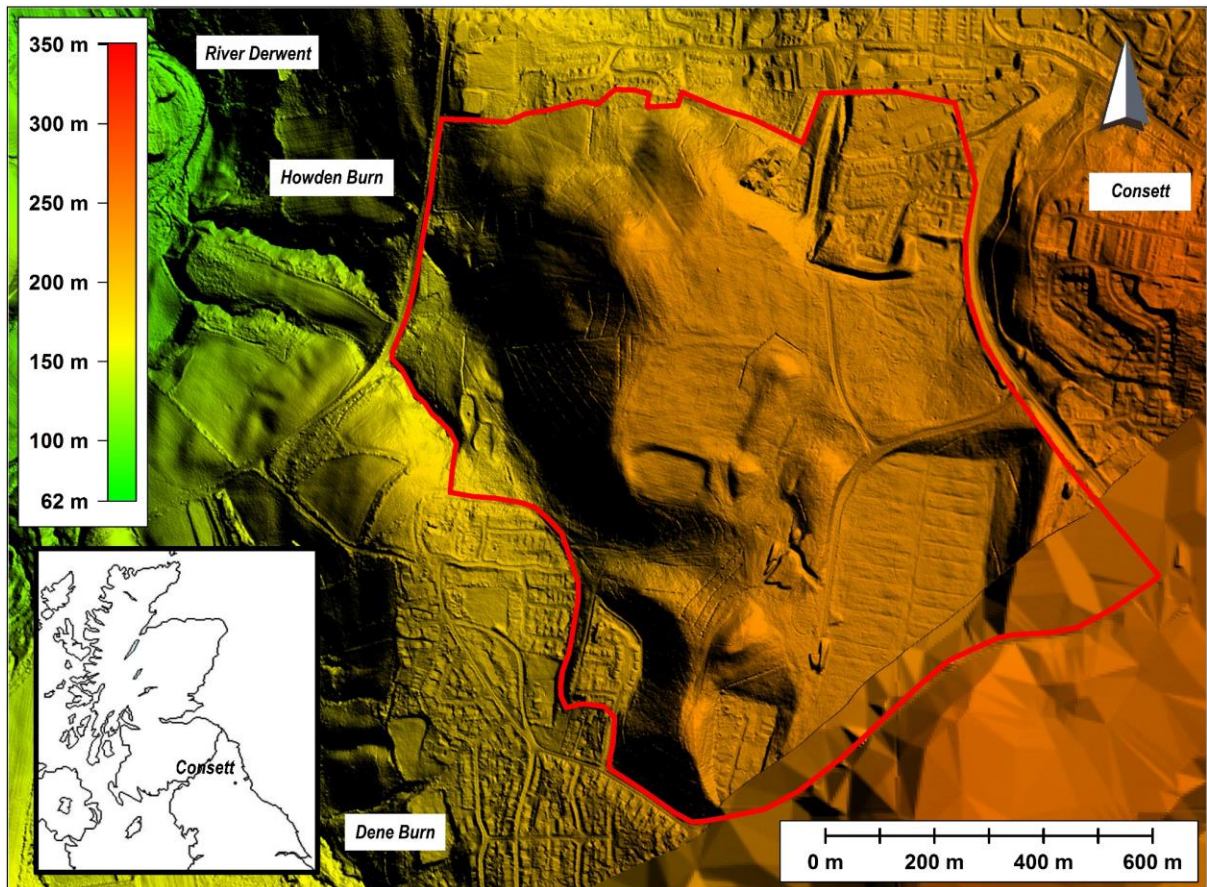 350 m
300 m
250 m
200 m
150 m
100 m
62 m
River Derwent
Howden Burn
Consett
Consett
Dene Burn
0 m 200 m 400 m 600 m